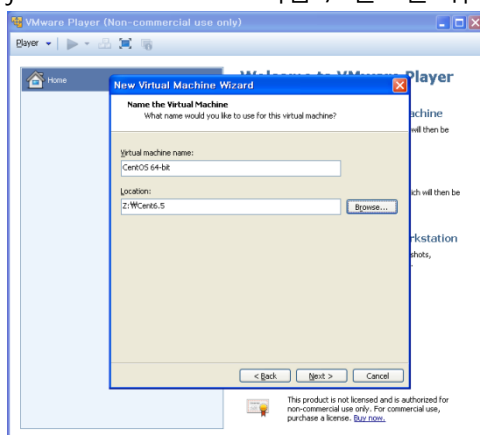 VMware Player (Non-commercial use only)
Player
Home
Player
New Virtual Machine Wizard
Name the Virtual Machine
What name would you like to use for this virtual machine?
achine
will then be
Virtual machine name:
CentOS 64-bit
Location:
Z:₩Cent6.5
Browse...
ich will then be
rkstation
shots,
< Back
Next >
Cancel
This product is not licensed and is authorized for
non-commercial use only. For commercial use,
purchase a license. Buy now.